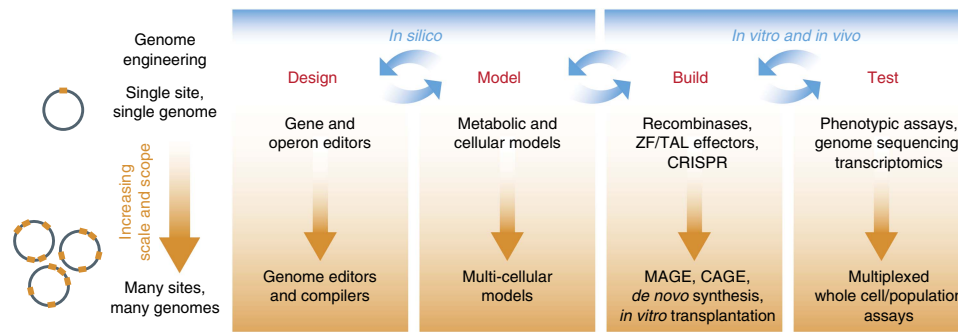 Genome
engineering
Single site,
single genome
Increasing
scale and scope
Many sites,
many genomes
In silico
In vitro and in vivo
Design
Model
Build
Test
Gene and
operon editors
Metabolic and
cellular models
Recombinases,
ZF/TAL effectors,
CRISPR
Phenotypic assays,
genome sequencing
transcriptomics
Genome editors
and compilers
Multi-cellular
models
MAGE, CAGE,
de novo synthesis,
in vitro transplantation
Multiplexed
whole cell/population
assays